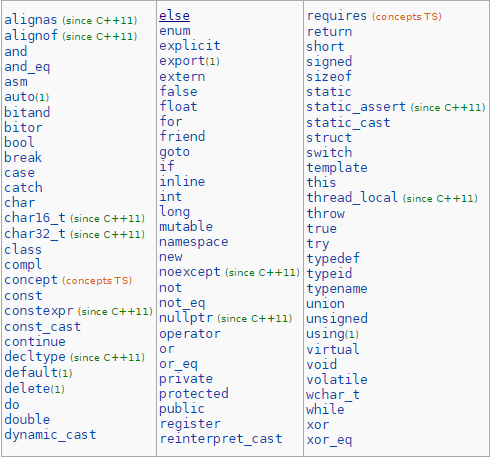 alignas (since C++11)
alignof (since C++11)
and
and_eq
asm
auto(1)
bitand
bitor
bool
break
case
catch
char
char16_t (since C++11)
char32_t (since C++11)
class
compl
concept (concepts TS)
const
constexpr (since C++11)
const_cast
continue
decltype (since C++11)
default(1)
delete(1)
do
double
dynamic_cast
else
enum
explicit
export(1)
extern
false
float
for
friend
goto
if
inline
int
long
mutable
namespace
new
noexcept (since C++11)
not
not_eq
nullptr (since C++11)
operator
or
or_eq
private
protected
public
register
reinterpret_cast
requires (concepts TS)
return
short
signed
sizeof
static
static_assert (since C++11)
static_cast
struct
switch
template
this
thread_local (since C++11)
throw
true
try
typedef
typeid
typename
union
unsigned
using(1)
virtual
void
volatile
wchar_t
while
xor
xor_eq